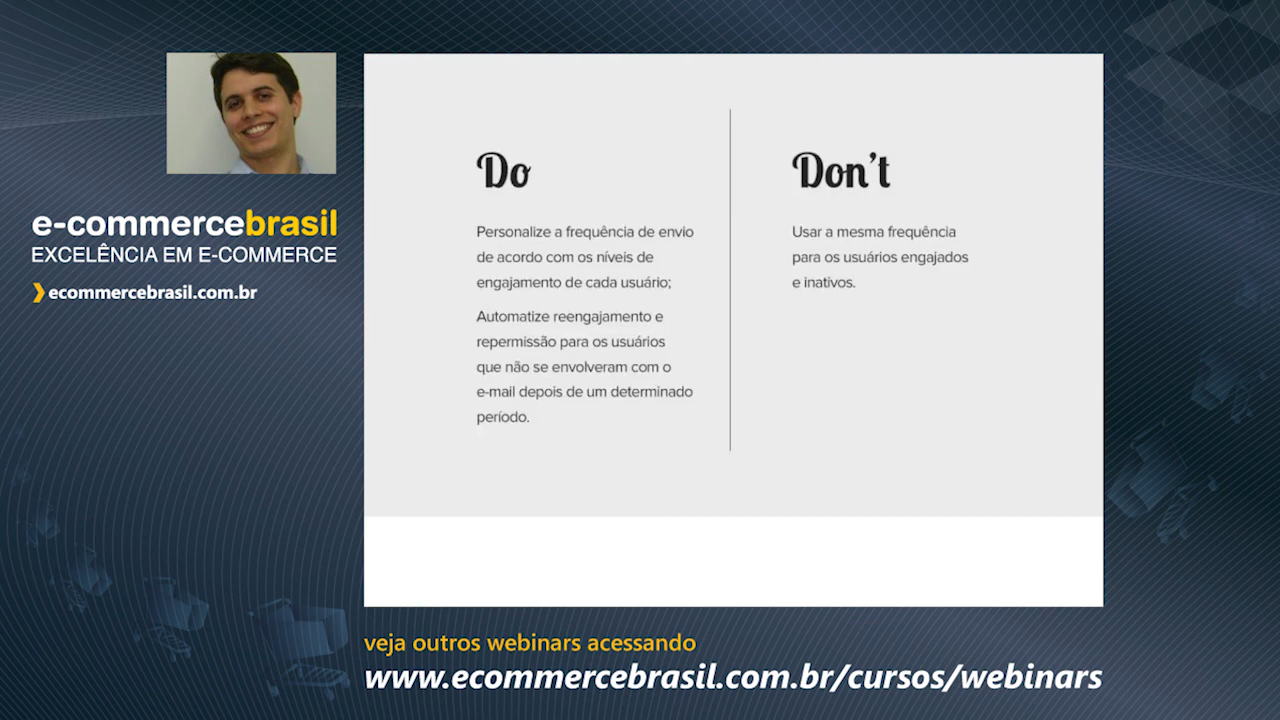 e-commercebrasil
EXCELÊNCIA EM E-COMMERCE
ecommercebrasil.com.br
Do
Personalize a frequência de envio
de acordo com os níveis de
engajamento de cada usuário;
Automatize reengajamento e
repermissão para os usuários
que não se envolveram com o
e-mail depois de um determinado
período.
Don't
Usar a mesma frequência
para os usuários engajados
e inativos.
veja outros webinars acessando
www.ecommercebrasil.com.br/cursos/webinars